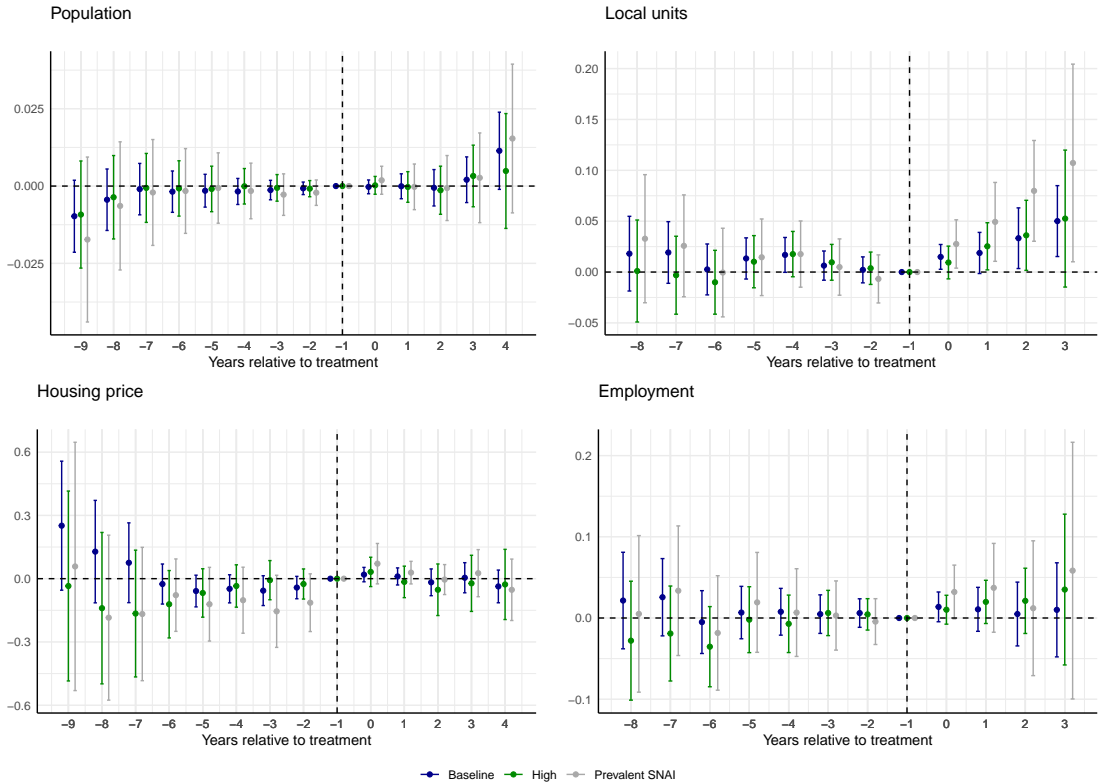 Population
Local units
0.025
0.000
−0.025
−9 −8 −7 −6 −5 −4 −3 −2 −1 0 1 2 3 4
Years relative to treatment
0.20
0.15
0.10
0.05
0.00
−0.05
−8 −7 −6 −5 −4 −3 −2 −1 0 1 2 3
Years relative to treatment
Housing price
Employment
0.6
0.3
0.0
−0.3
−0.6
−9 −8 −7 −6 −5 −4 −3 −2 −1 0 1 2 3 4
Years relative to treatment
0.2
0.1
0.0
−0.1
−8 −7 −6 −5 −4 −3 −2 −1 0 1 2 3
Years relative to treatment
Baseline High Prevalent SNAI